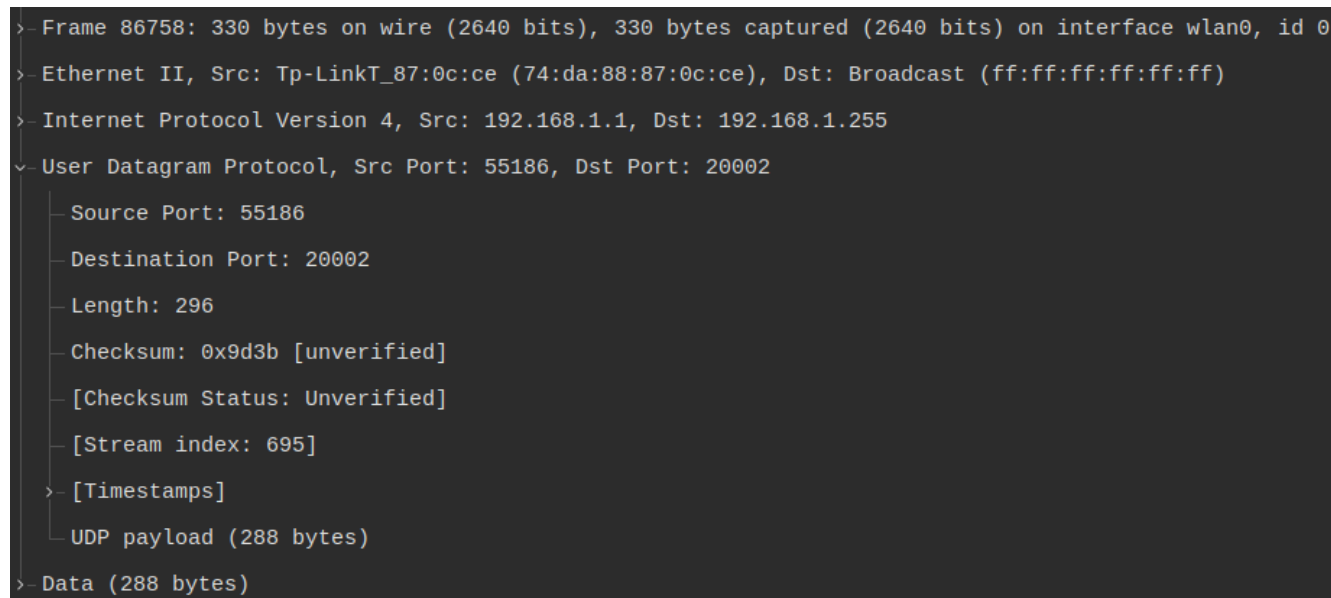 Frame 86758: 330 bytes on wire (2640 bits), 330 bytes captured (2640 bits) on interface wlan0, id 0
Ethernet II, Src: Tp-LinkT_87:0c:ce (74:da:88:87:0c:ce), Dst: Broadcast (ff:ff:ff:ff:ff:ff)
Internet Protocol Version 4, Src: 192.168.1.1, Dst: 192.168.1.255
User Datagram Protocol, Src Port: 55186, Dst Port: 20002
Source Port: 55186
Destination Port: 20002
Length: 296
Checksum: 0x9d3b [unverified]
[Checksum Status: Unverified]
[Stream index: 695]
[Timestamps]
UDP payload (288 bytes)
Data (288 bytes)